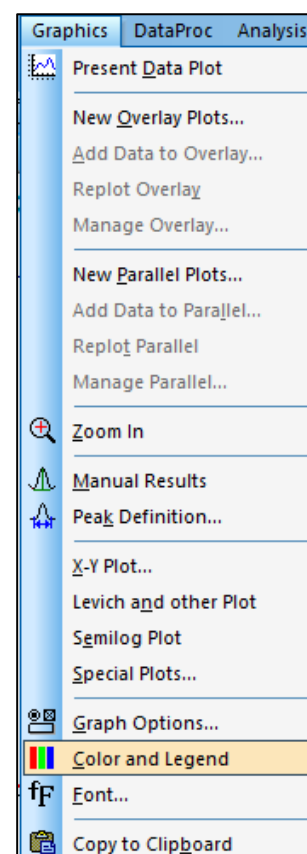 Graphics DataProc Analysis
Present Data Plot
New Overlay Plots...
Add Data to Overlay...
Replot Overlay
Manage Overlay...
New Parallel Plots...
Add Data to Parallel...
Replot Parallel
Manage Parallel...
Zoom In
Manual Results
Peak Definition...
X-Y Plot...
Levich and other Plot
Semilog Plot
Special Plots...
Graph Options...
Color and Legend
fF Font...
Copy to Clipboard